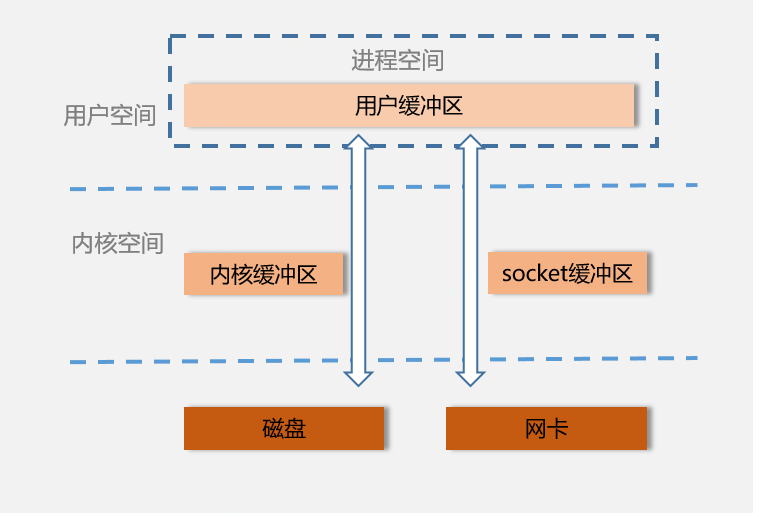 进程空间
用户缓冲区
用户空间
内核空间
内核缓冲区
socket缓冲区
磁盘
网卡